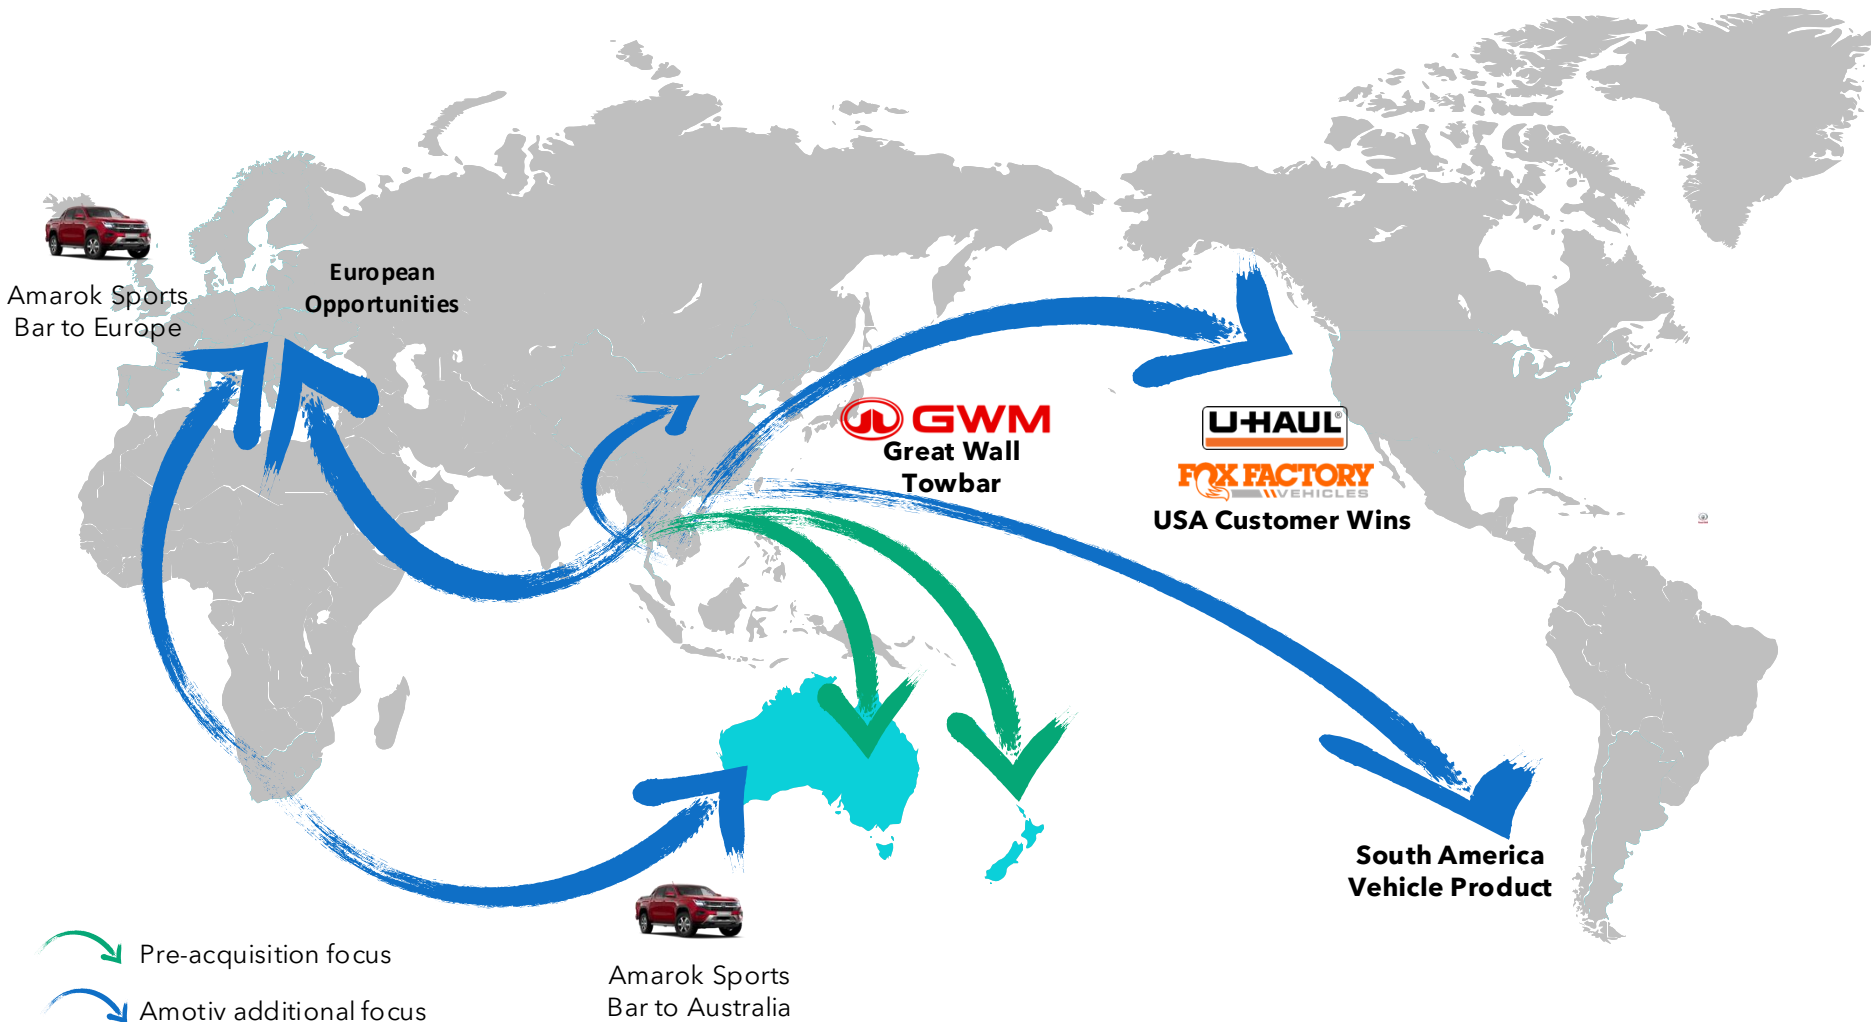 European
Opportunities
Amarok Sports
Bar to Europe
GWM
Great Wall
Towbar
U-HAUL®
FOX FACTORY
VEHICLES
USA Customer Wins
South America
Vehicle Product
Pre-acquisition focus
Amotiv additional focus
Amarok Sports
Bar to Australia